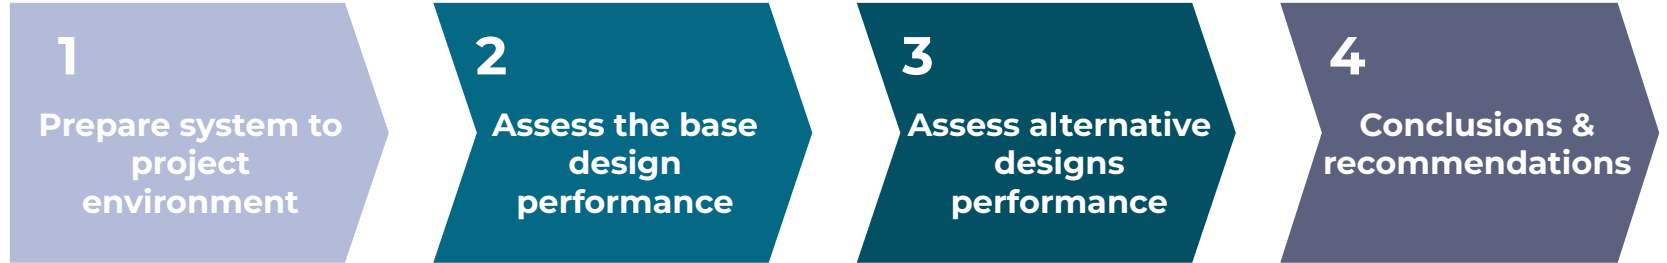 1
Prepare system to
project
environment
2
Assess the base
design
performance
3
Assess alternative
designs
performance
4
Conclusions &
recommendations